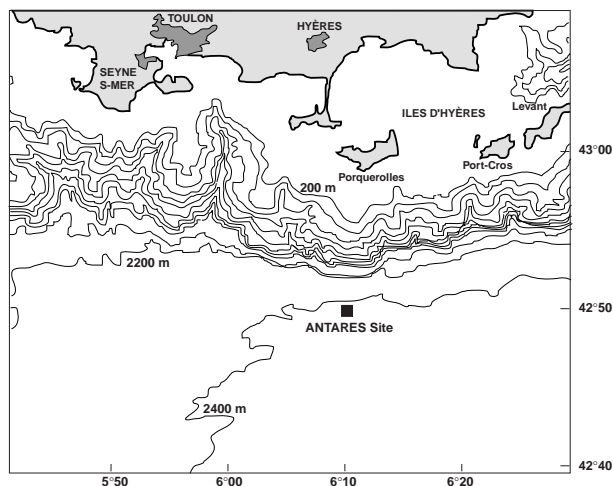 TOULON
HYÈRES
SEYNE
S-MER
ILES D'HYÈRES
Levant
43°00
Port-Cros
Porquerolles
200 m
2200 m
42°50
ANTARES Site
2400 m
42°40
5°50
6°00
6°10
6°20